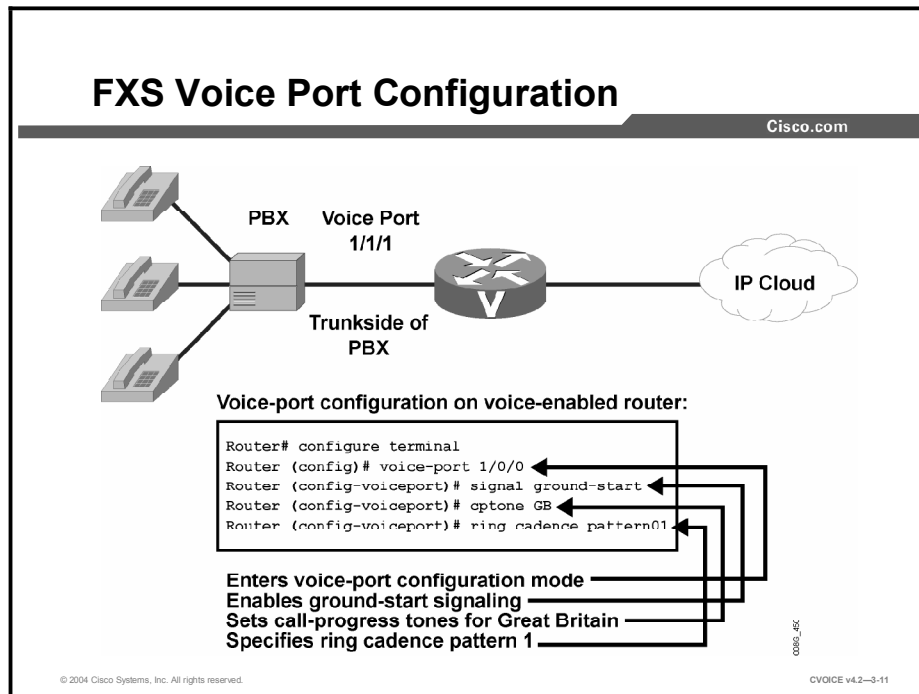 FXS Voice Port Configuration
Cisco.com
PBX
Voice Port
1/1/1
IP Cloud
Trunkside of
PBX
Voice-port configuration on voice-enabled router:
Router# configure terminal
Router (config)# voice-port 1/0/0
Router (config-voiceport)# signal ground-start
Router (config-voiceport)# cptone GB
Router (config-voiceport)# ring cadence pattern01
Enters voice-port configuration mode
Enables ground-start signaling
Sets call-progress tones for Great Britain
Specifies ring cadence pattern 1
© 2004 Cisco Systems, Inc. All rights reserved.
CVOICE v4.2—3-11